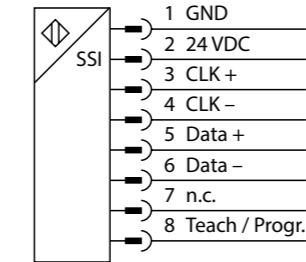 SSI
1 GND
2 24 VDC
3 CLK +
4 CLK –
5 Data +
6 Data –
7 n.c.
8 Teach / Progr.